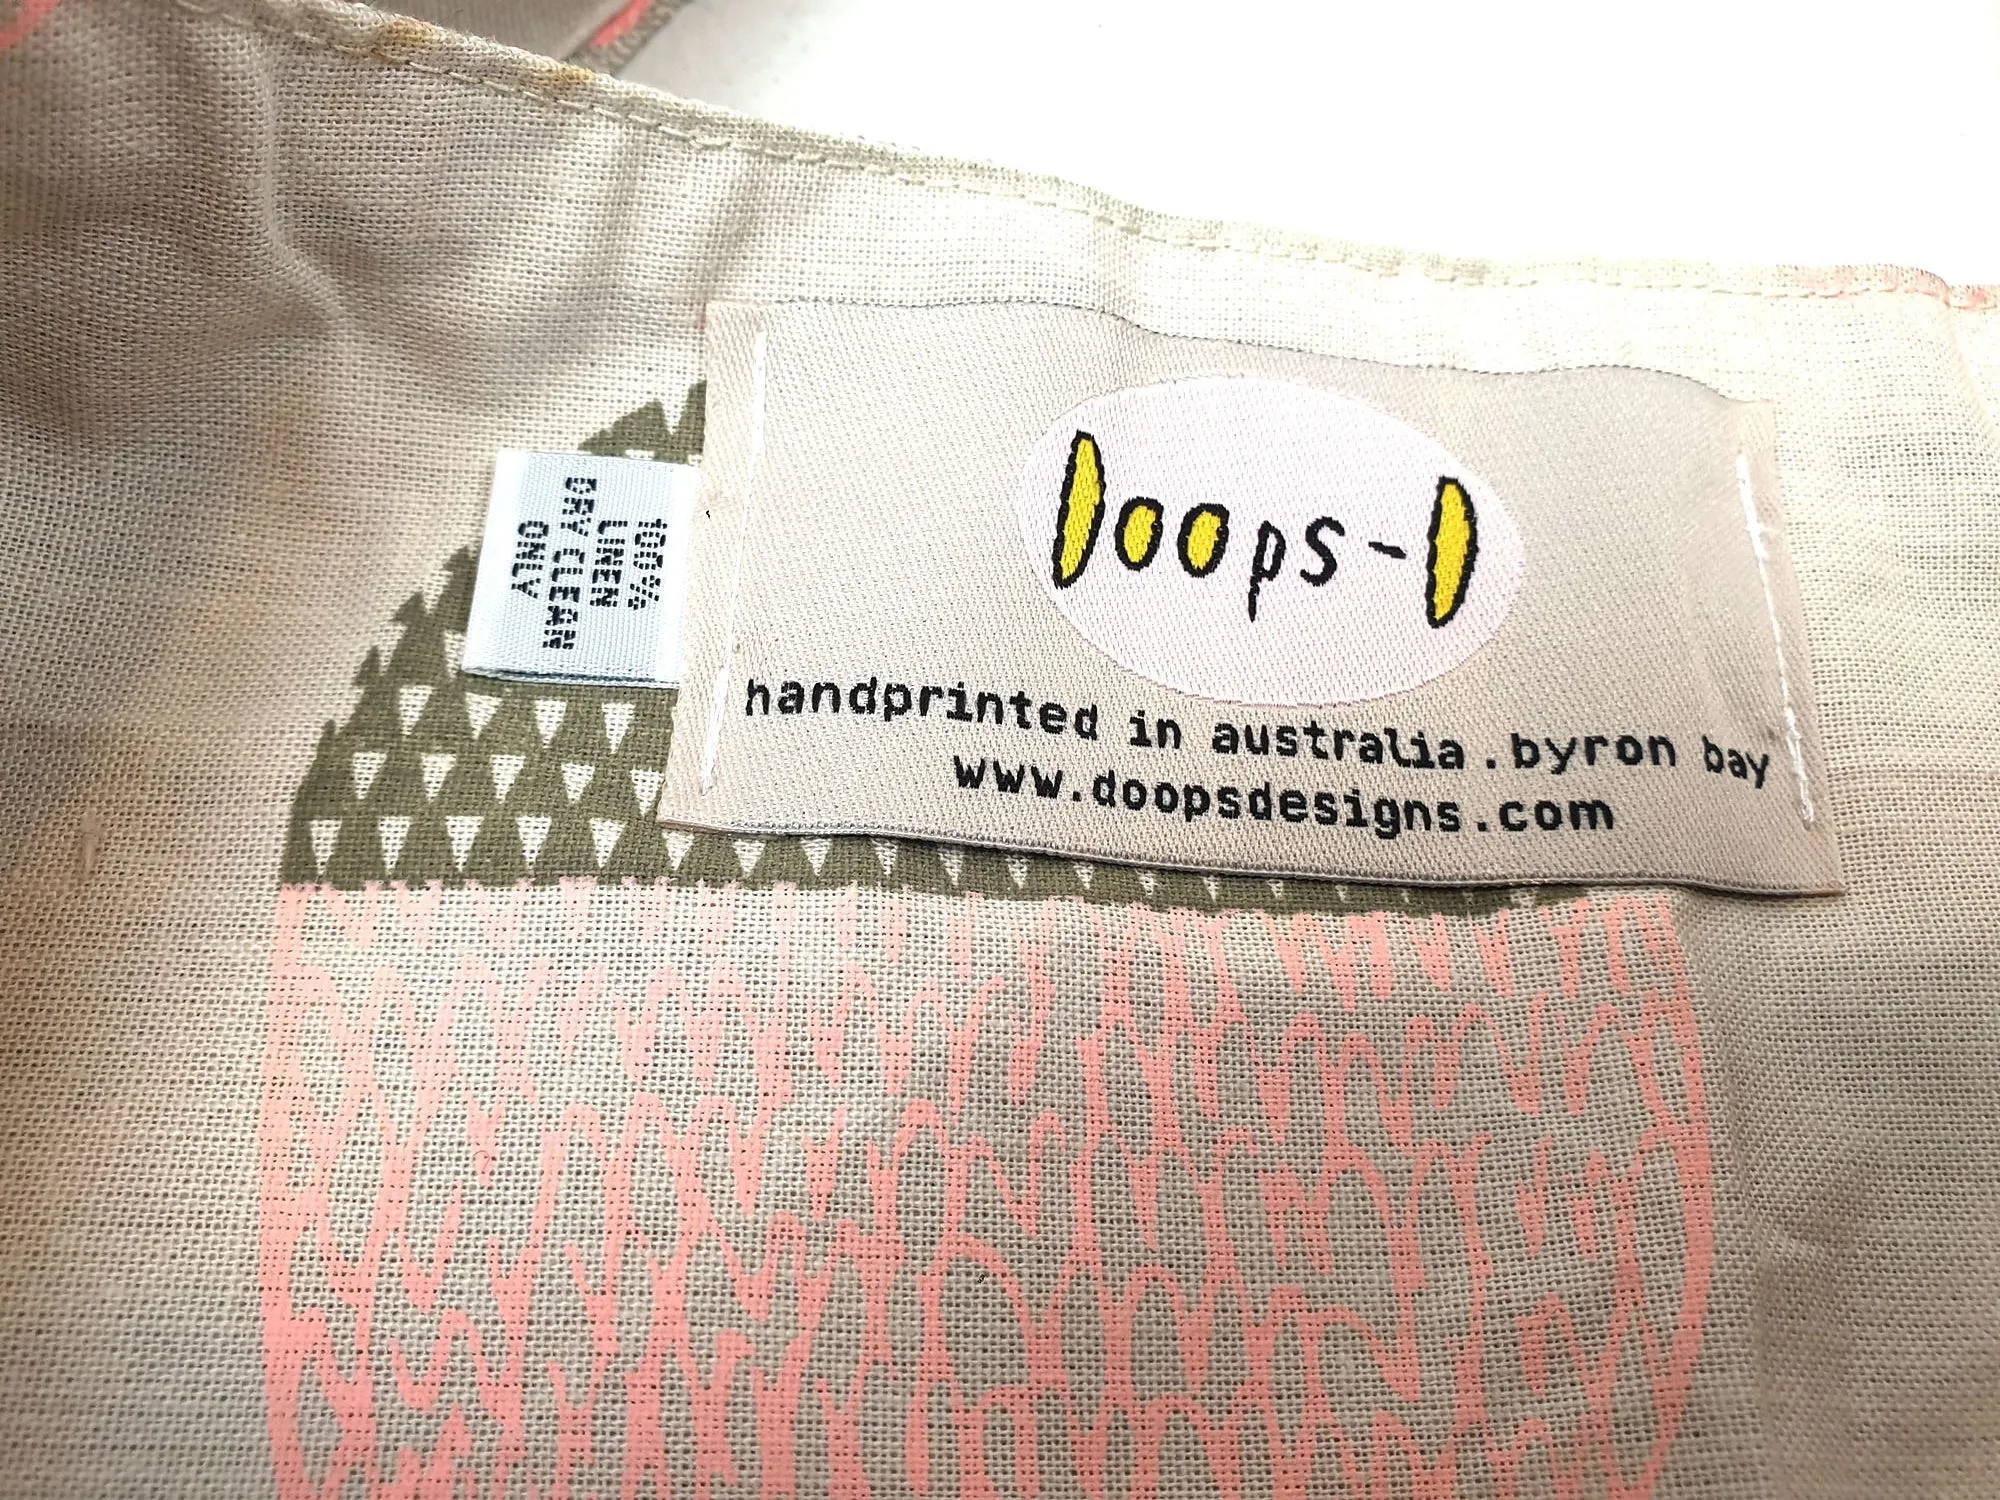 Doops-D
handprinted in australia.byron bay
www.doopsdesigns.com
100%
LINEN
DRY CLEAN
ONLY